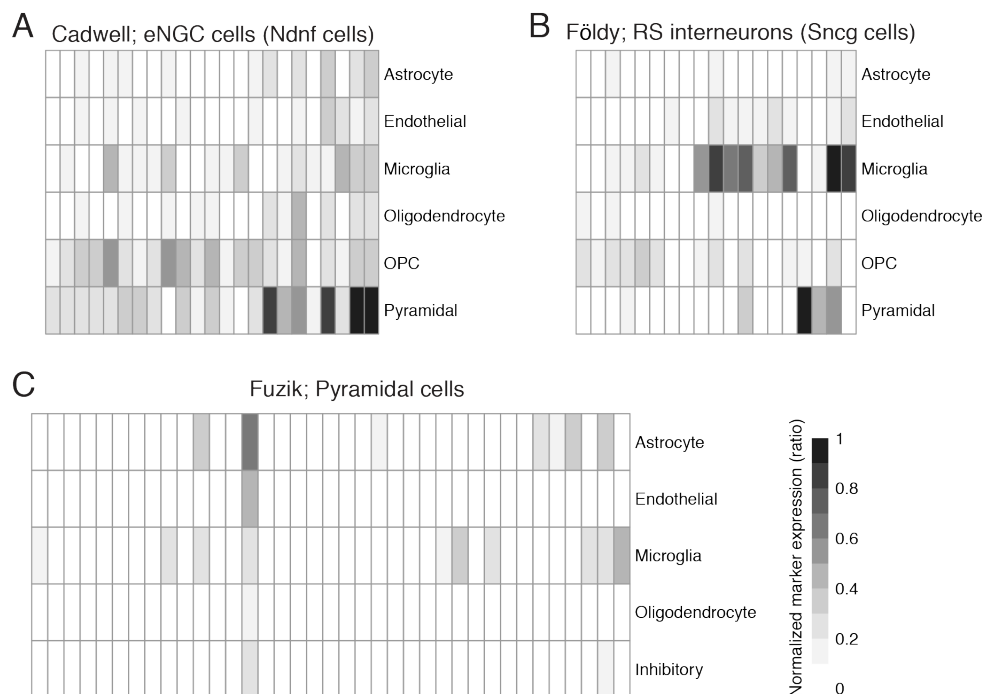 A
Cadwell; eNGC cells (Ndnf cells)
Astrocyte
Endothelial
Microglia
Oligodendrocyte
OPC
Pyramidal
B
Földy; RS interneurons (Sncg cells)
Astrocyte
Endothelial
Microglia
Oligodendrocyte
OPC
Pyramidal
C
Fuzik; Pyramidal cells
Astrocyte
Endothelial
Microglia
Oligodendrocyte
Inhibitory
Normalized marker expression (ratio)
1
0.8
0.6
0.4
0.2
0